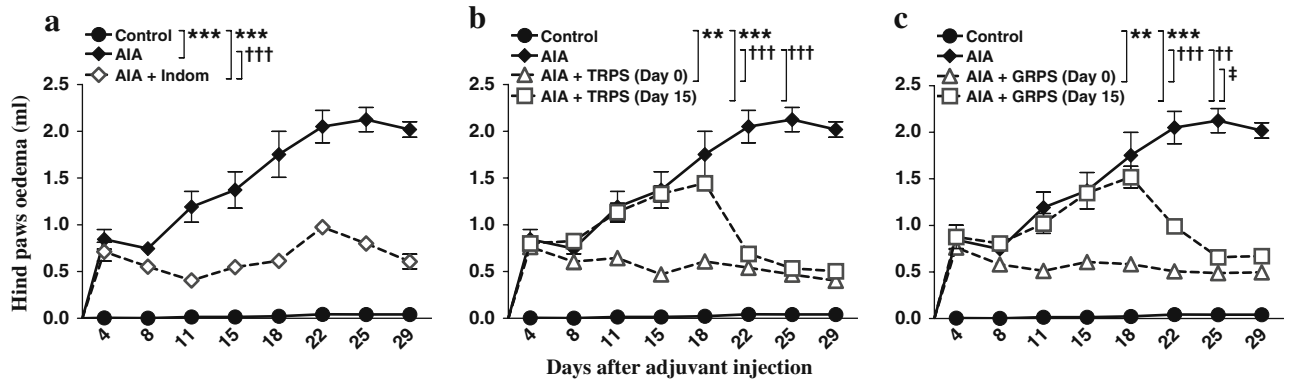 a
Control
AIA
AIA + Indom
***
***
†††
b
Control
AIA
AIA + TRPS (Day 0)
AIA + TRPS (Day 15)
**
***
†††
†††
c
Control
AIA
AIA + GRPS (Day 0)
AIA + GRPS (Day 15)
**
***
†††
††
‡
Hind paws oedema (ml)
2.5
2.0
1.5
1.0
0.5
0.0
4 8 11 15 18 22 25 29
2.5
2.0
1.5
1.0
0.5
0.0
4 8 11 15 18 22 25 29
2.5
2.0
1.5
1.0
0.5
0.0
4 8 11 15 18 22 25 29
Days after adjuvant injection